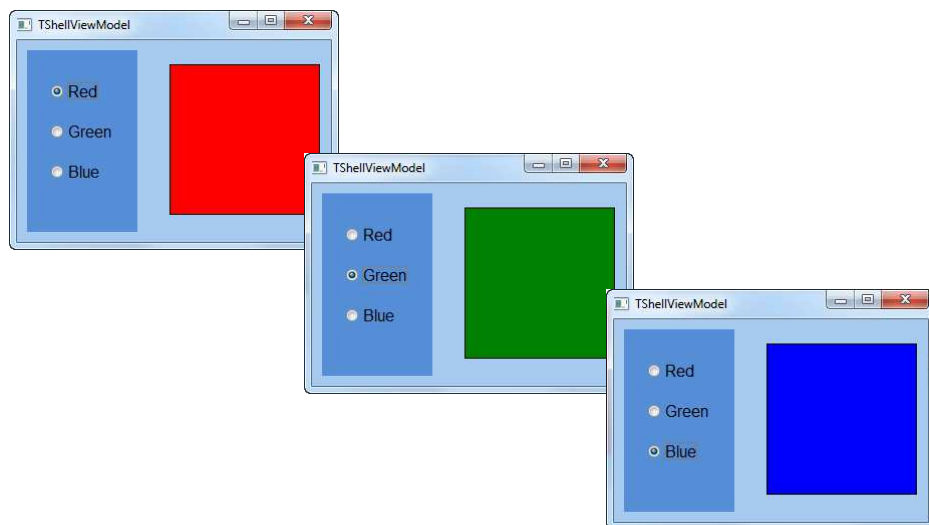 TShellViewModel
Red
Green
Blue
TShellViewModel
Red
Green
Blue
TShellViewModel
Red
Green
Blue